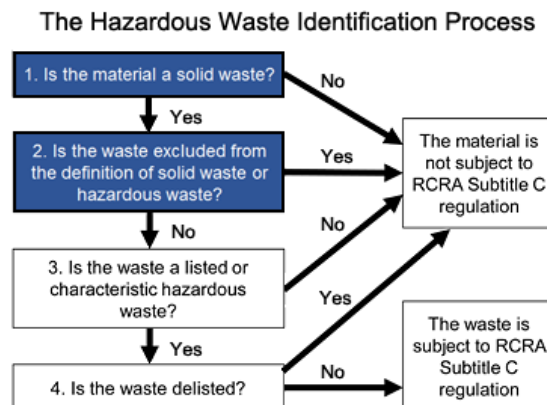 The Hazardous Waste Identification Process
1. Is the material a solid waste?
No
Yes
2. Is the waste excluded from
the definition of solid waste or
hazardous waste?
Yes
The material is
not subject to
RCRA Subtitle C
regulation
No
No
3. Is the waste a listed or
characteristic hazardous
waste?
Yes
Yes
4. Is the waste delisted?
No
The waste is
subject to RCRA
Subtitle C
regulation